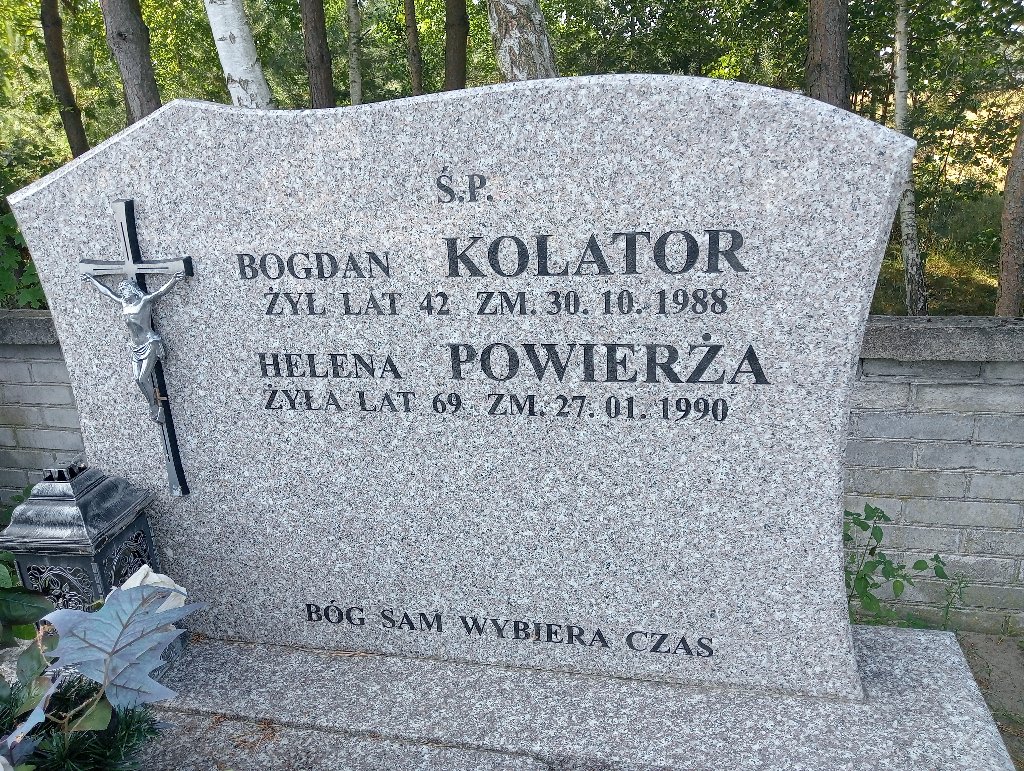 Ś.P.
BOGDAN KOLATOR
ŻYŁ LAT 42 ZM. 30. 10. 1988
HELENA POWIERŻA
ŻYŁA LAT 69 ZM. 27. 01. 1990
BÓG SAM WYBIERA CZAS